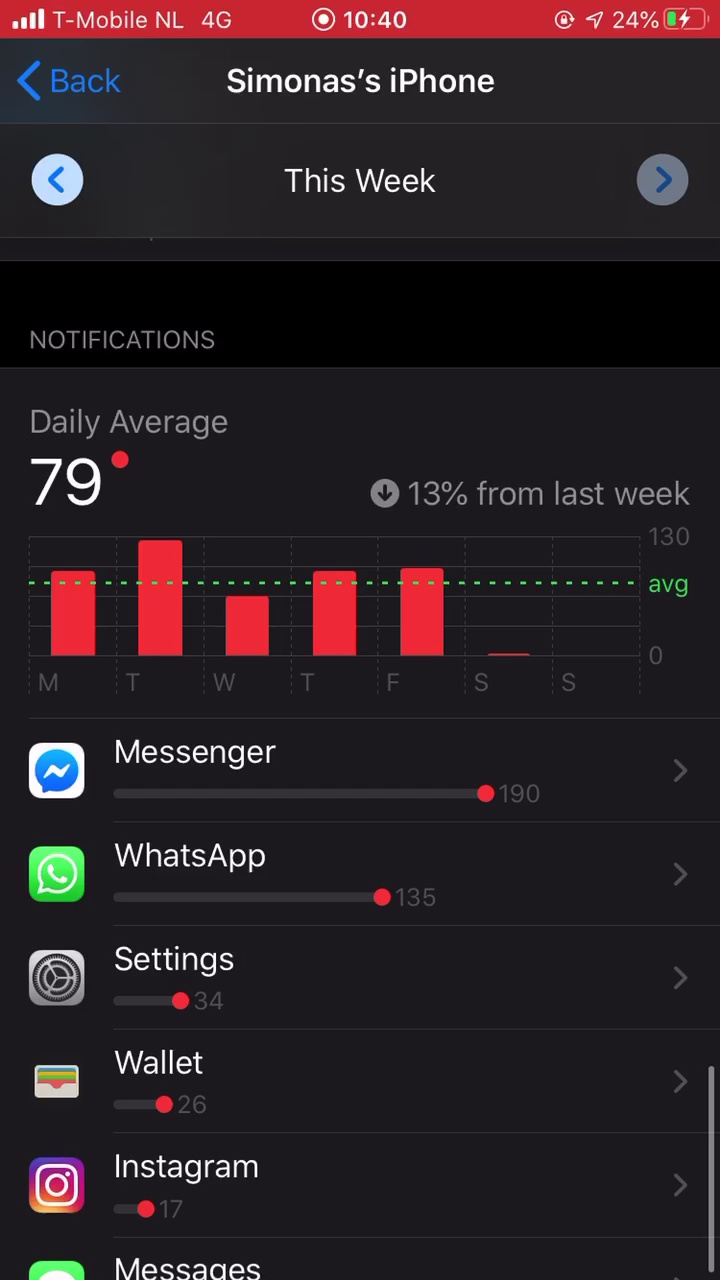 T-Mobile NL 4G 10:40 24%
Back Simonas's iPhone
This Week
NOTIFICATIONS
Daily Average
79
13% from last week
130
avg
0
M T W T F S S
Messenger
190
WhatsApp
135
Settings
34
Wallet
26
Instagram
17
Messages